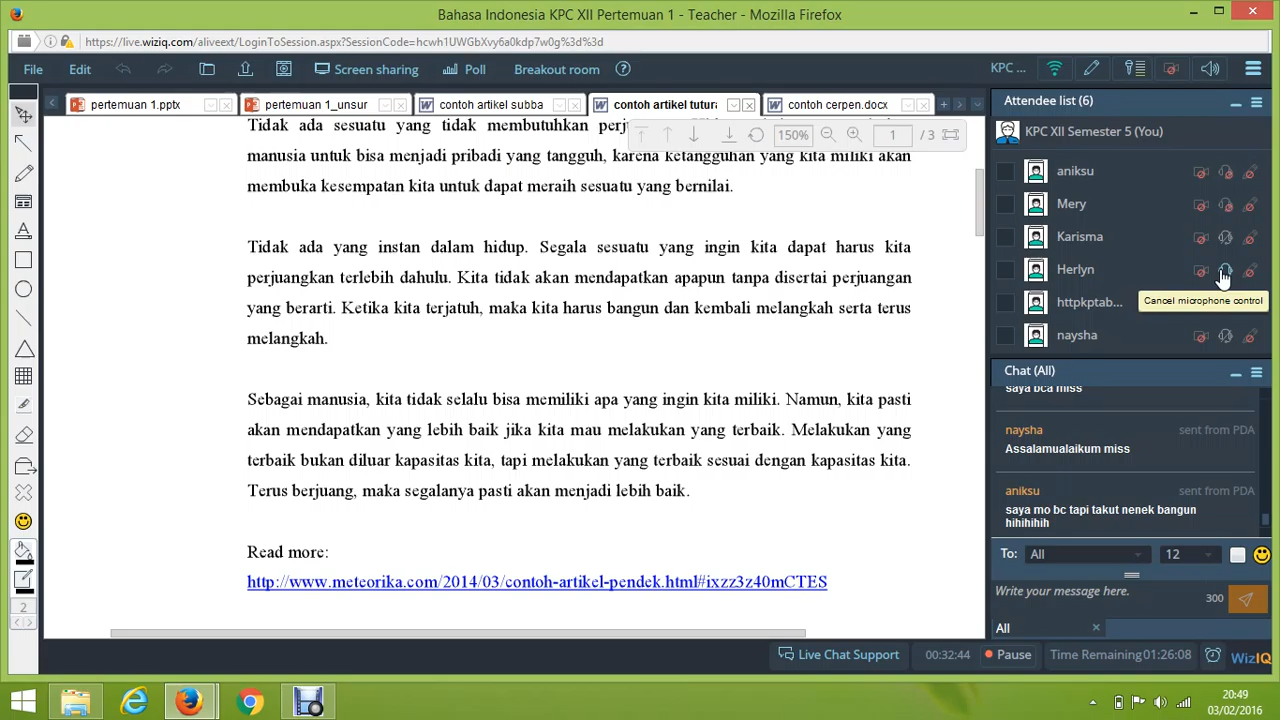 Bahasa Indonesia KPC XII Pertemuan 1 - Teacher - Mozilla Firefox
https://live.wiziq.com/aliveext/LoginToSession.aspx?SessionCode=hcwh1UWGbXvy6a0kdp7w0g%3d%3d
File Edit Screen sharing Poll Breakout room KPC ...
pertemuan 1.pptx
pertemuan 1_unsur
contoh artikel subba
contoh artikel tutura
contoh cerpen.docx
150% 1 / 3
Tidak ada sesuatu yang tidak membutuhkan
manusia untuk bisa menjadi pribadi yang tangguh, karena ketangguhan yang kita miliki akan
membuka kesempatan kita untuk dapat meraih sesuatu yang bernilai.
Tidak ada yang instan dalam hidup. Segala sesuatu yang ingin kita dapat harus kita
perjuangkan terlebih dahulu. Kita tidak akan mendapatkan apapun tanpa disertai perjuangan
yang berarti. Ketika kita terjatuh, maka kita harus bangun dan kembali melangkah serta terus
melangkah.
Sebagai manusia, kita tidak selalu bisa memiliki apa yang ingin kita miliki. Namun, kita pasti
akan mendapatkan yang lebih baik jika kita mau melakukan yang terbaik. Melakukan yang
terbaik bukan diluar kapasitas kita, tapi melakukan yang terbaik sesuai dengan kapasitas kita.
Terus berjuang, maka segalanya pasti akan menjadi lebih baik.
Read more:
http://www.meteorika.com/2014/03/contoh-artikel-pendek.html#ixzz3z40mCTES
2
Attendee list (6)
KPC XII Semester 5 (You)
aniksu
Mery
Karisma
Herlyn
Cancel microphone control
httpkptab...
naysha
Chat (All)
saya bca miss
naysha sent from PDA
Assalamualaikum miss
aniksu sent from PDA
saya mo bc tapi takut nenek bangun
hihihihih
To: All 12
Write your message here. 300
All
Live Chat Support 00:32:44 Pause Time Remaining 01:26:08 WizIQ
20:49
03/02/2016